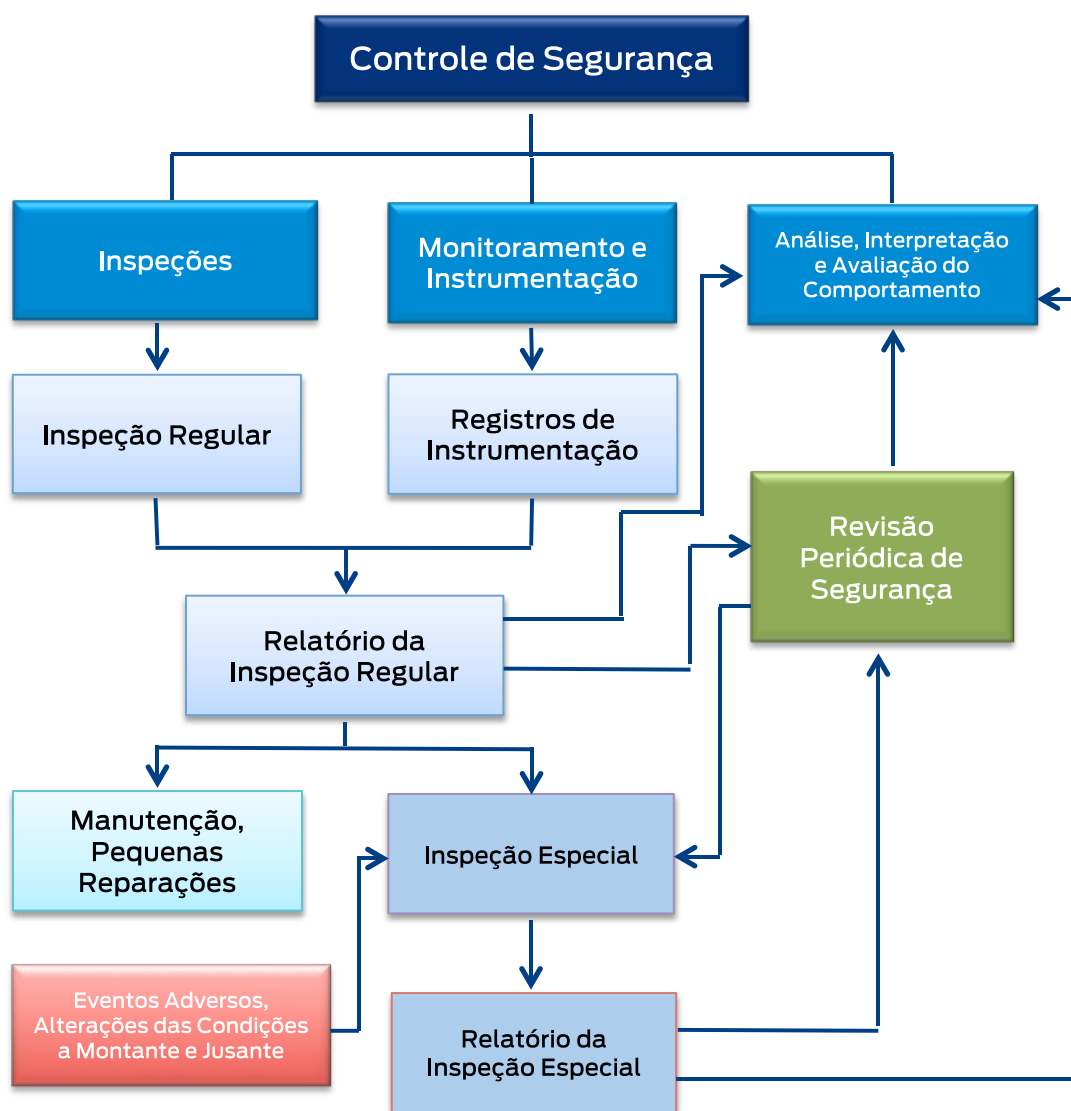 Controle de Segurança
Inspeções
Monitoramento e
Instrumentação
Análise, Interpretação
e Avaliação do
Comportamento
Inspeção Regular
Registros de
Instrumentação
Revisão
Periódica de
Segurança
Relatório da
Inspeção Regular
Manutenção,
Pequenas
Reparações
Inspeção Especial
Eventos Adversos,
Alterações das Condições
a Montante e Jusante
Relatório da
Inspeção Especial